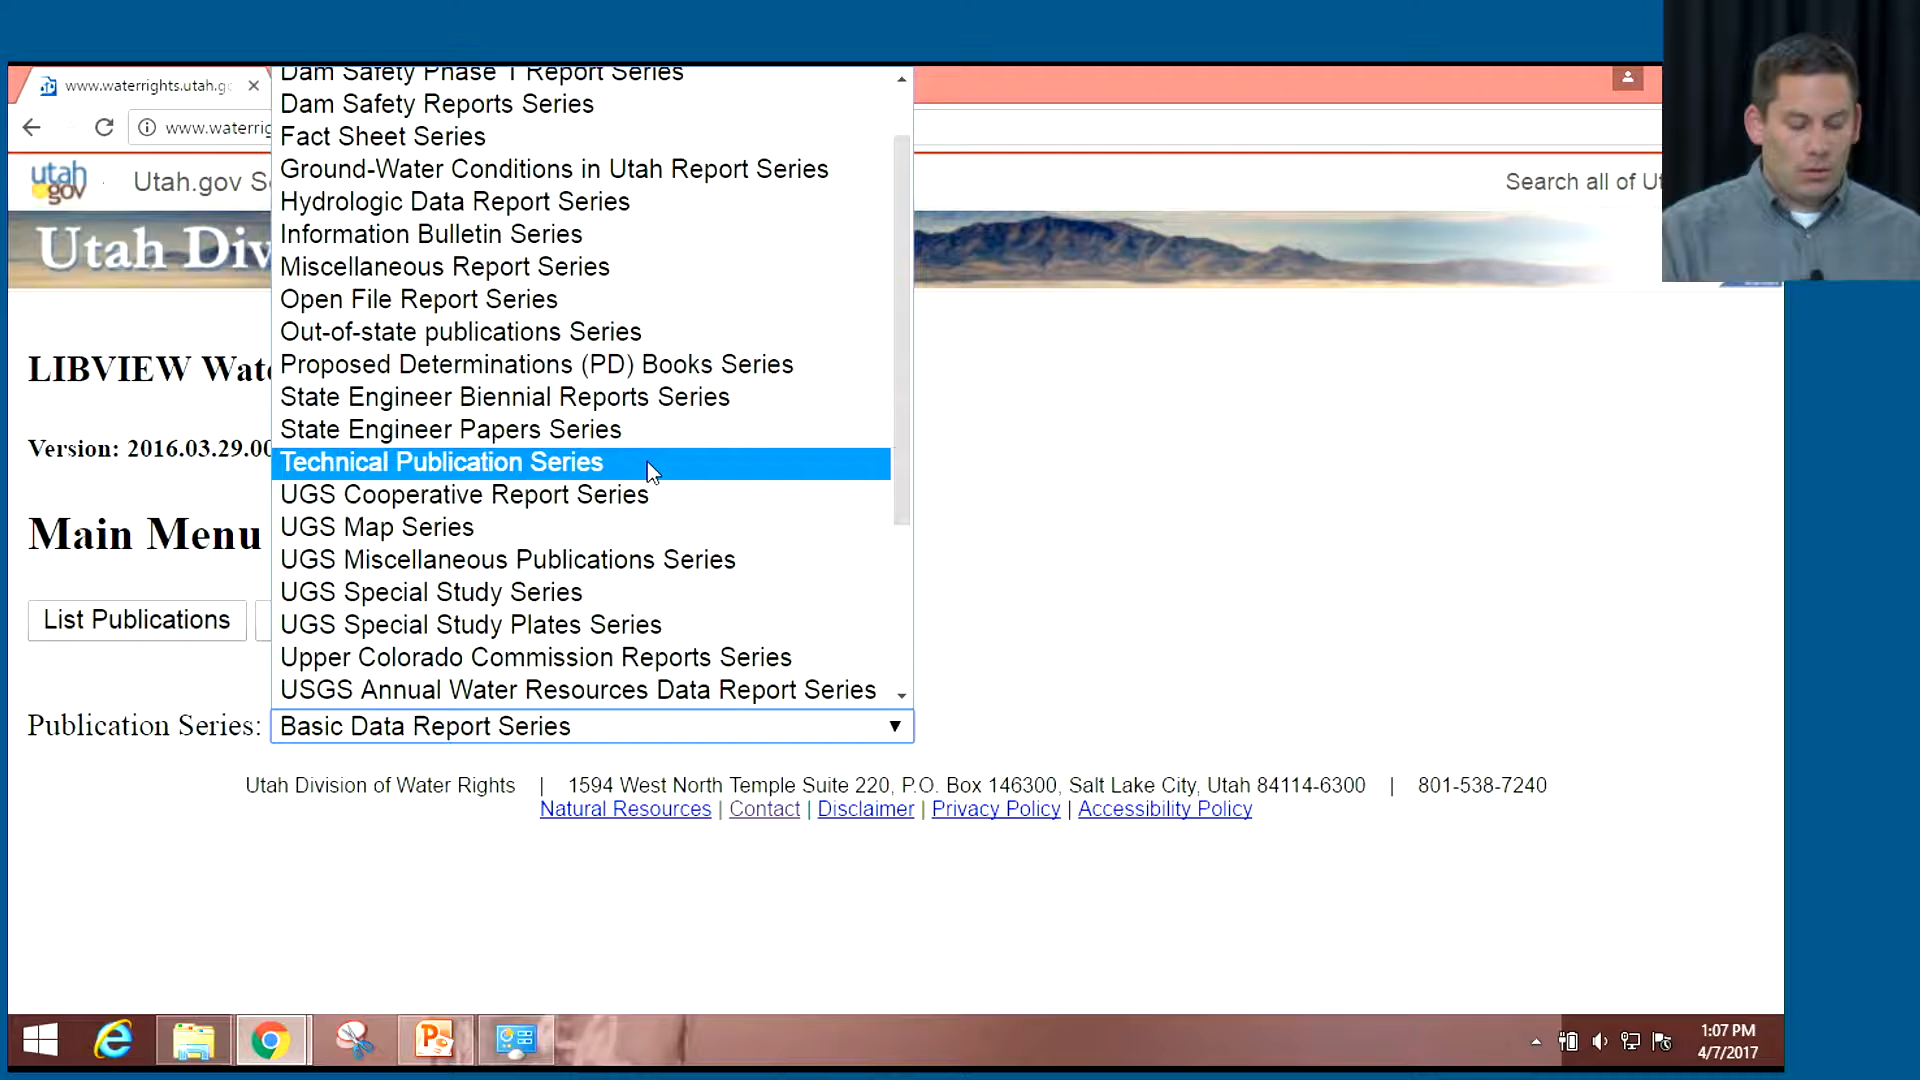 www.waterrights.utah.gc
www.waterrig
utah
gov
Utah.gov S
Search all of Ut
Utah Div
Dam Safety Phase 1 Report Series
Dam Safety Reports Series
Fact Sheet Series
Ground-Water Conditions in Utah Report Series
Hydrologic Data Report Series
Information Bulletin Series
Miscellaneous Report Series
Open File Report Series
Out-of-state publications Series
Proposed Determinations (PD) Books Series
State Engineer Biennial Reports Series
State Engineer Papers Series
Technical Publication Series
UGS Cooperative Report Series
UGS Map Series
UGS Miscellaneous Publications Series
UGS Special Study Series
UGS Special Study Plates Series
Upper Colorado Commission Reports Series
USGS Annual Water Resources Data Report Series
LIBVIEW Wate
Version: 2016.03.29.00
Main Menu
List Publications
Publication Series: Basic Data Report Series
Utah Division of Water Rights | 1594 West North Temple Suite 220, P.O. Box 146300, Salt Lake City, Utah 84114-6300 | 801-538-7240
Natural Resources | Contact | Disclaimer | Privacy Policy | Accessibility Policy
1:07 PM
4/7/2017